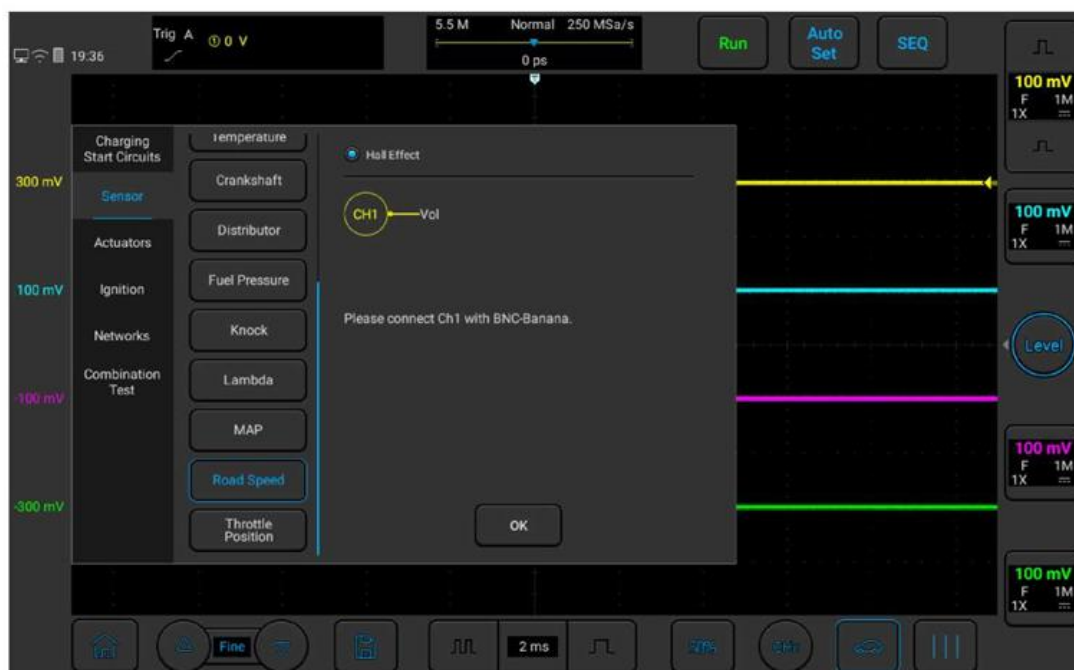 19:36
Trig A
① 0 V
5.5 M Normal 250 MSa/s
0 ps
Run
Auto
Set
SEQ
100 mV
F 1M
1X
300 mV
100 mV
-100 mV
-300 mV
Charging
Start Circuits
Sensor
Actuators
Ignition
Networks
Combination
Test
Temperature
Crankshaft
Distributor
Fuel Pressure
Knock
Lambda
MAP
Road Speed
Throttle
Position
Hall Effect
CH1 Vol
Please connect Ch1 with BNC-Banana.
OK
100 mV
F 1M
1X
Level
100 mV
F 1M
1X
100 mV
F 1M
1X
Fine
2 ms
50%